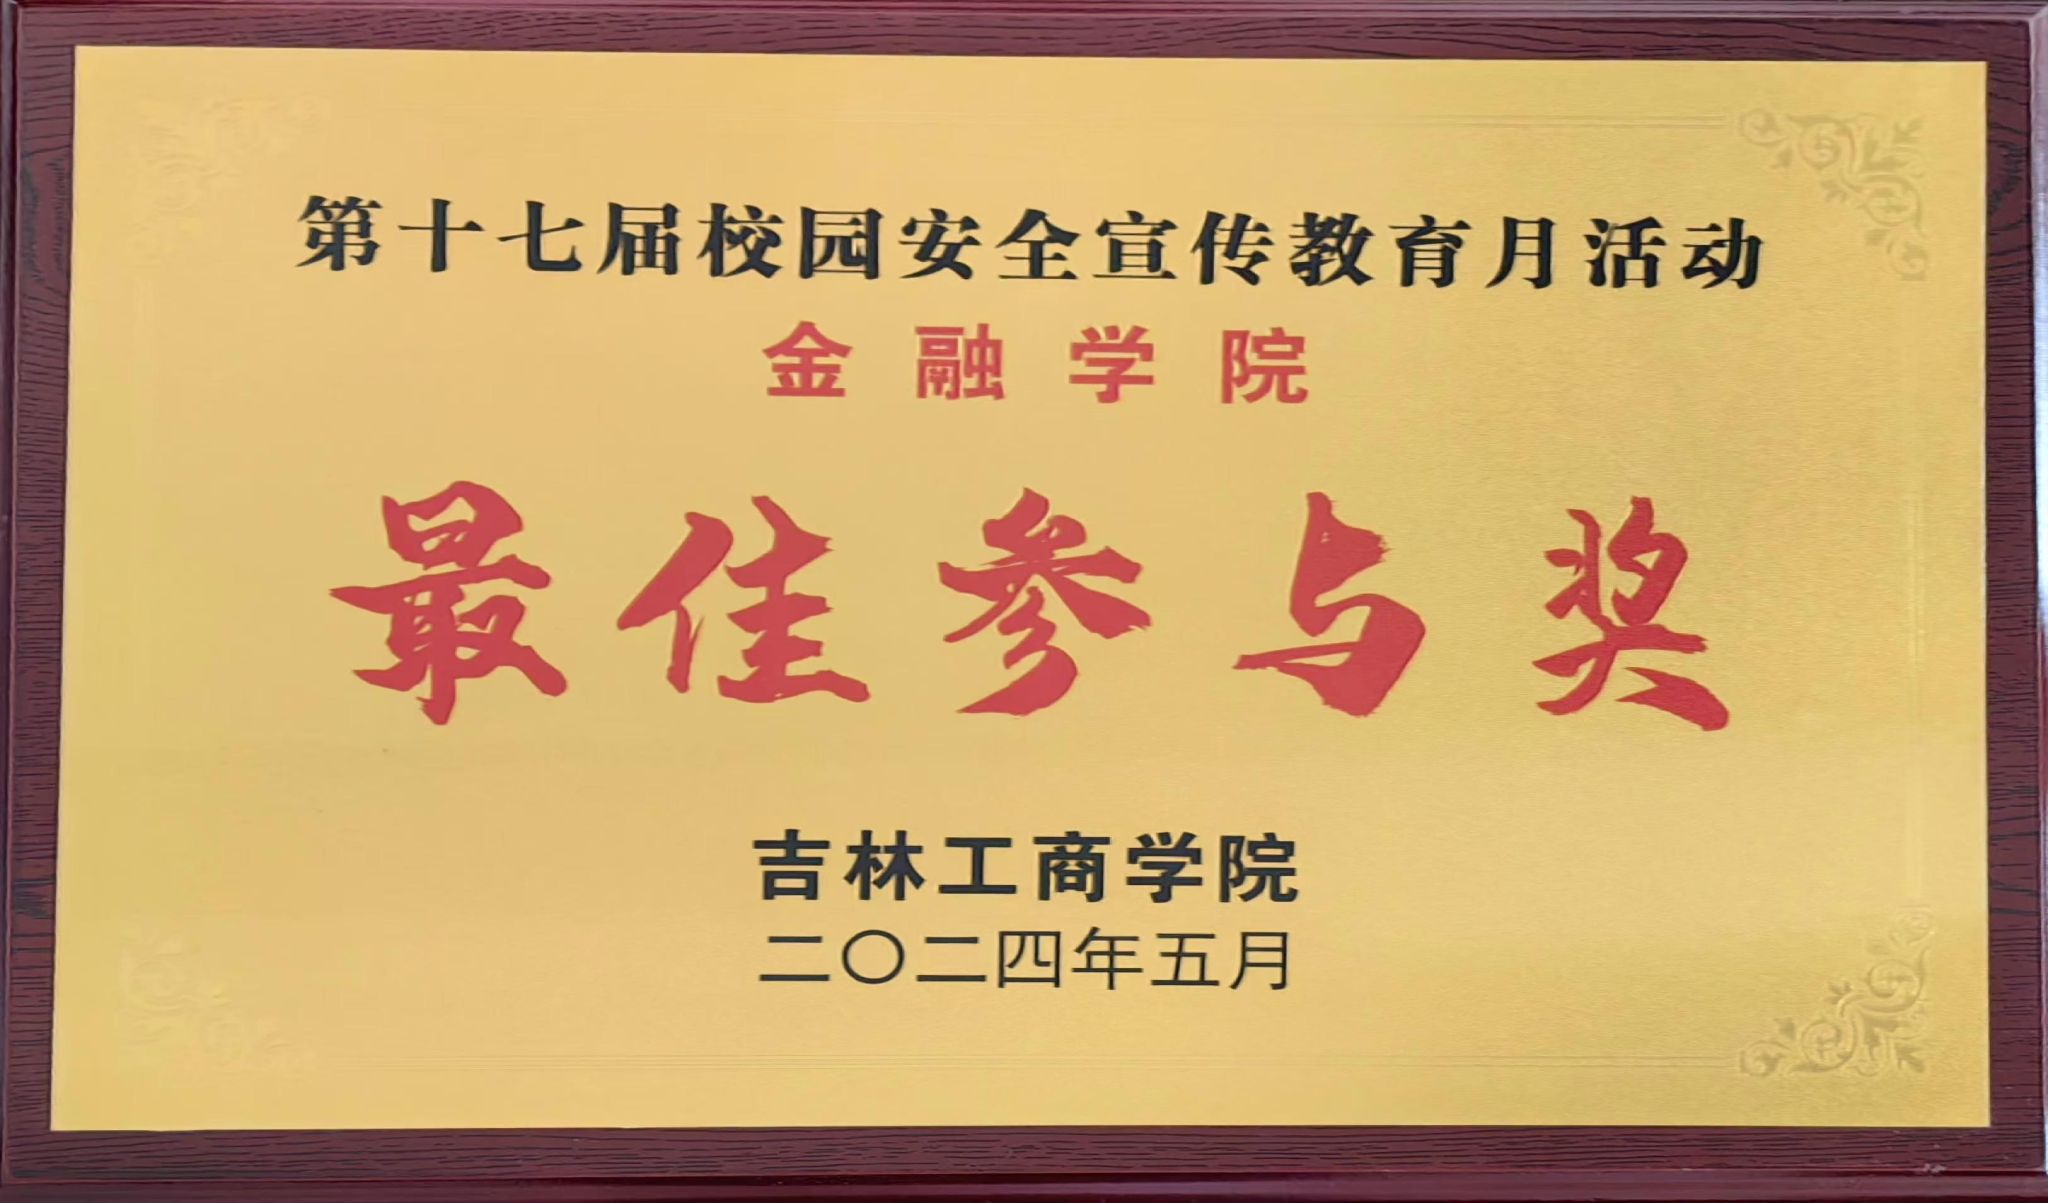 第十七届校园安全宣传教育月活动
金融学院
最佳参与奖
吉林工商学院
二〇二四年五月